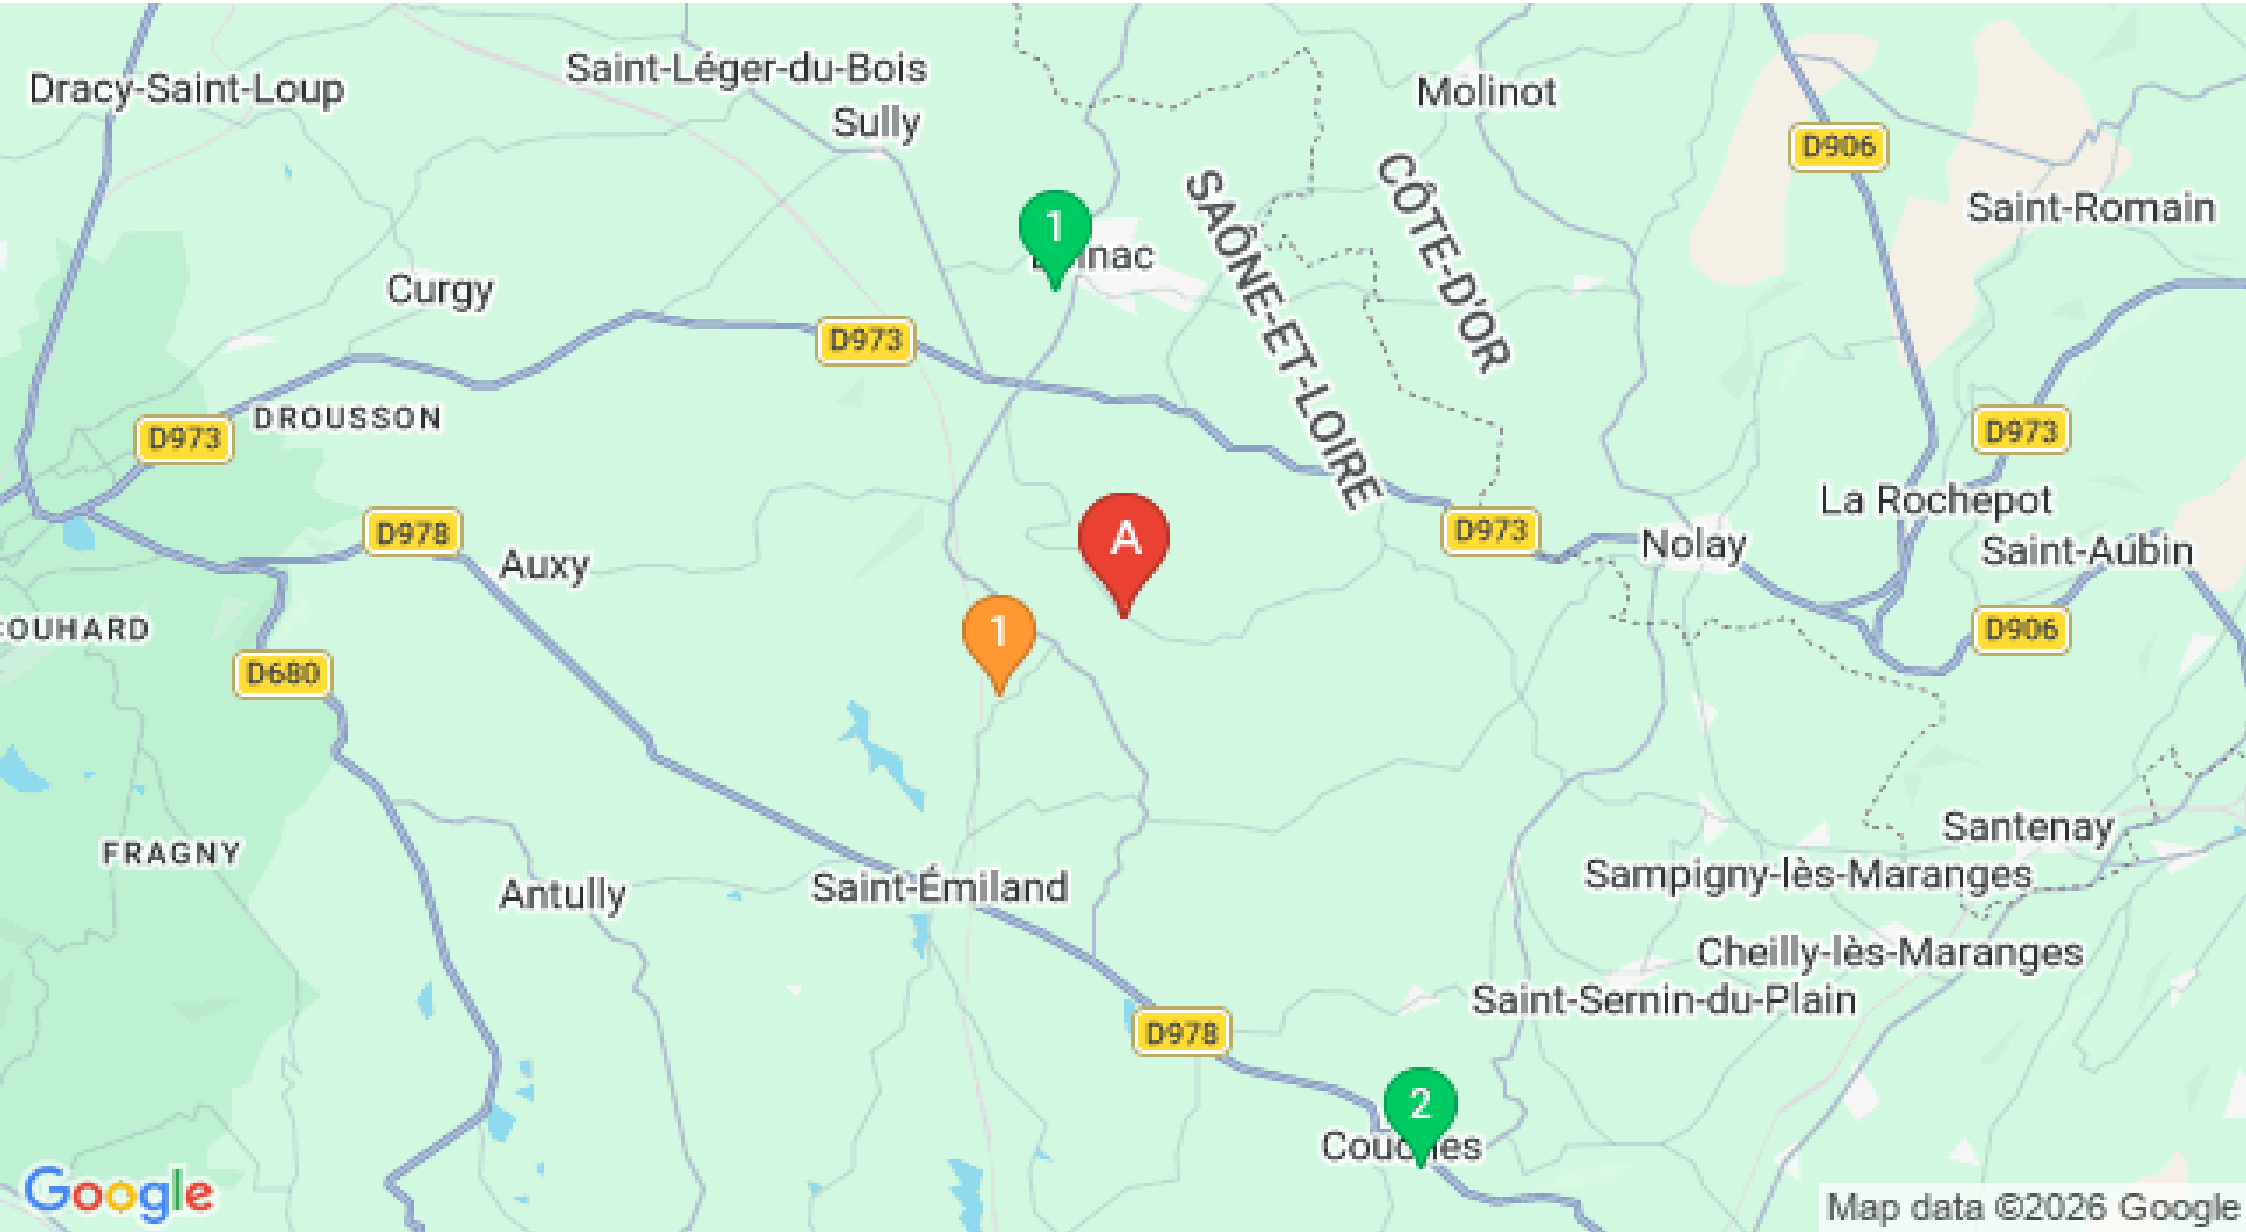 Saint-Léger-du-Bois
Dracy-Saint-Loup
Molinot
Sully
D906
Saint-Romain
1
CÔTE-D'OR
SAÔNE-ET-LOIRE
Curgy
D973
DROUSSON
D973
D973
La Rochepot
A
D978
D973
Nolay
Saint-Aubin
Auxy
1
D906
D680
Santenay
FRAGNY
Sampigny-lès-Maranges
Saint-Émiland
Antully
Cheilly-lès-Maranges
Saint-Sernin-du-Plain
D978
2
Google
Map data ©2026 Google